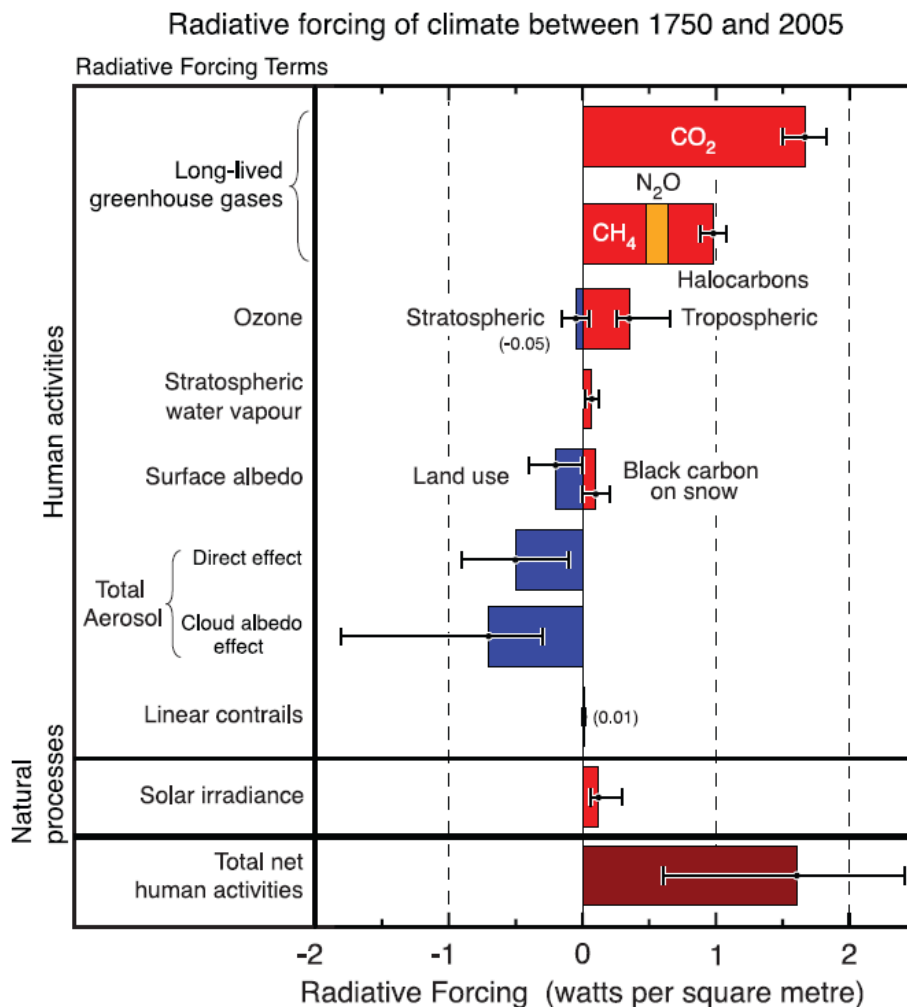 Radiative forcing of climate between 1750 and 2005
Radiative Forcing Terms
Human activities
Long-lived
greenhouse gases
CO₂
N₂O
CH₄
Halocarbons
Ozone
Stratospheric
(-0.05)
Tropospheric
Stratospheric
water vapour
Surface albedo
Land use
Black carbon
on snow
Total
Aerosol
Direct effect
Cloud albedo
effect
Linear contrails
(0.01)
Natural
processes
Solar irradiance
Total net
human activities
-2 -1 0 1 2
Radiative Forcing (watts per square metre)